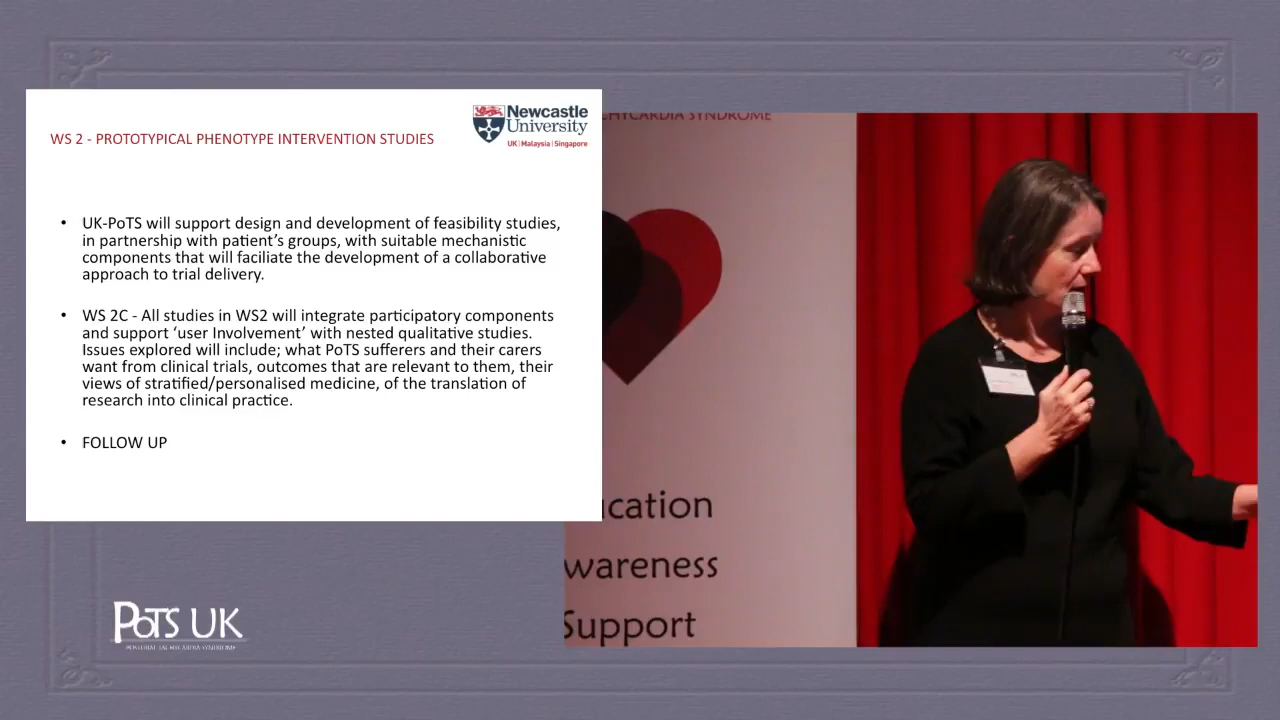 WS 2 - PROTOTYPICAL PHENOTYPE INTERVENTION STUDIES
Newcastle
University
UK | Malaysia | Singapore
• UK-PoTS will support design and development of feasibility studies,
in partnership with patient's groups, with suitable mechanistic
components that will faciliate the development of a collaborative
approach to trial delivery.
• WS 2C - All studies in WS2 will integrate participatory components
and support ‘user Involvement’ with nested qualitative studies.
Issues explored will include; what PoTS sufferers and their carers
want from clinical trials, outcomes that are relevant to them, their
views of stratified/personalised medicine, of the translation of
research into clinical practice.
• FOLLOW UP
CHYCARDIA SYNDROME
ucation
wareness
Support
PoTS UK
POSTURAL TACHYCARDIA SYNDROME